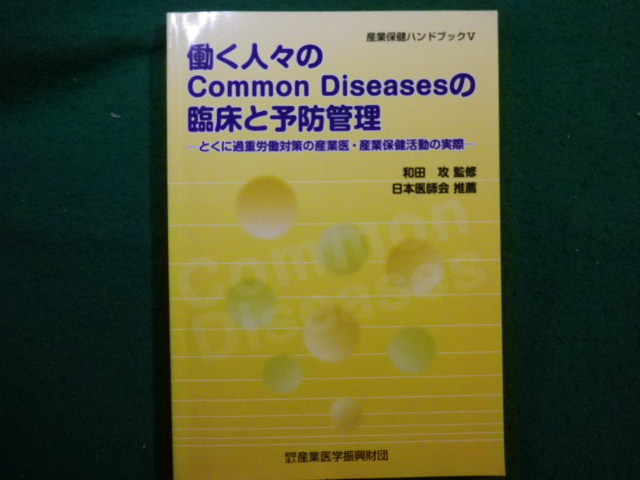 産業保健ハンドブックⅤ
働く人々の
Common Diseasesの
臨床と予防管理
―とくに過重労働対策の産業医・産業保健活動の実際―
和田 攻 監修
日本医師会 推薦
Common
Diseases
財団法人 産業医学振興財団